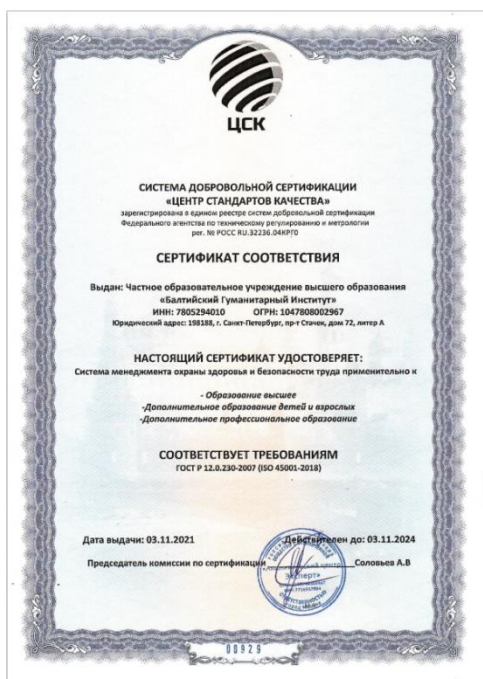 ЦСК
СИСТЕМА ДОБРОВОЛЬНОЙ СЕРТИФИКАЦИИ
«ЦЕНТР СТАНДАРТОВ КАЧЕСТВА»
зарегистрирована в едином реестре систем добровольной сертификации
Федерального агентства по техническому регулированию и метрологии
рег. № РОСС RU.32236.04КРГ0
СЕРТИФИКАТ СООТВЕТСТВИЯ
Выдан: Частное образовательное учреждение высшего образования
«Балтийский Гуманитарный Институт»
ИНН: 7805294010 ОГРН: 1047808002967
Юридический адрес: 198188, г. Санкт-Петербург, пр-т Стачек, дом 72, литер А
НАСТОЯЩИЙ СЕРТИФИКАТ УДОСТОВЕРЯЕТ:
Система менеджмента охраны здоровья и безопасности труда применительно к
- Образование высшее
-Дополнительное образование детей и взрослых
-Дополнительное профессиональное образование
СООТВЕТСТВУЕТ ТРЕБОВАНИЯМ
ГОСТ Р 12.0.230-2007 (ISO 45001-2018)
Дата выдачи: 03.11.2021 Действителен до: 03.11.2024
Председатель комиссии по сертификации Соловьев А.В
Эксперт»
00929